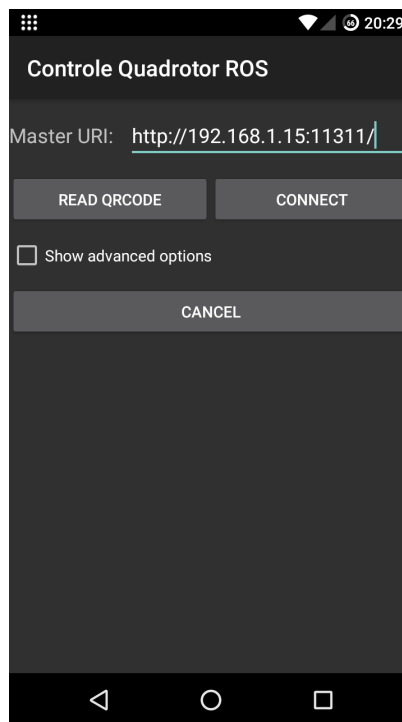 66 20:29
Controle Quadrotor ROS
Master URI: http://192.168.1.15:11311/
READ QRCODE CONNECT
Show advanced options
CANCEL